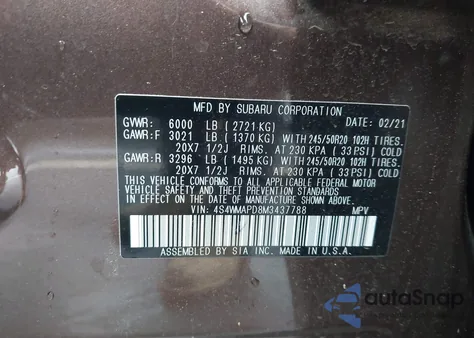 MFD BY SUBARU CORPORATION
GVWR: 6000 LB (2721 KG) DATE: 02/21
GAWR:F 3021 LB (1370 KG) WITH 245/50R20 102H TIRES,
20X7 1/2J RIMS, AT 230 KPA (33 PSI) COLD
GAWR:R 3296 LB (1495 KG) WITH 245/50R20 102H TIRES,
20X7 1/2J RIMS, AT 230 KPA (33 PSI) COLD
THIS VEHICLE CONFORMS TO ALL APPLICABLE FEDERAL MOTOR
VEHICLE SAFETY AND THEFT PREVENTION STANDARDS IN
EFFECT ON THE DATE OF MANUFACTURE SHOWN ABOVE.
VIN: 4S4WMAPD8M3437788 MPV
ASSEMBLED BY SIA INC. MADE IN U.S.A.
autoSnap